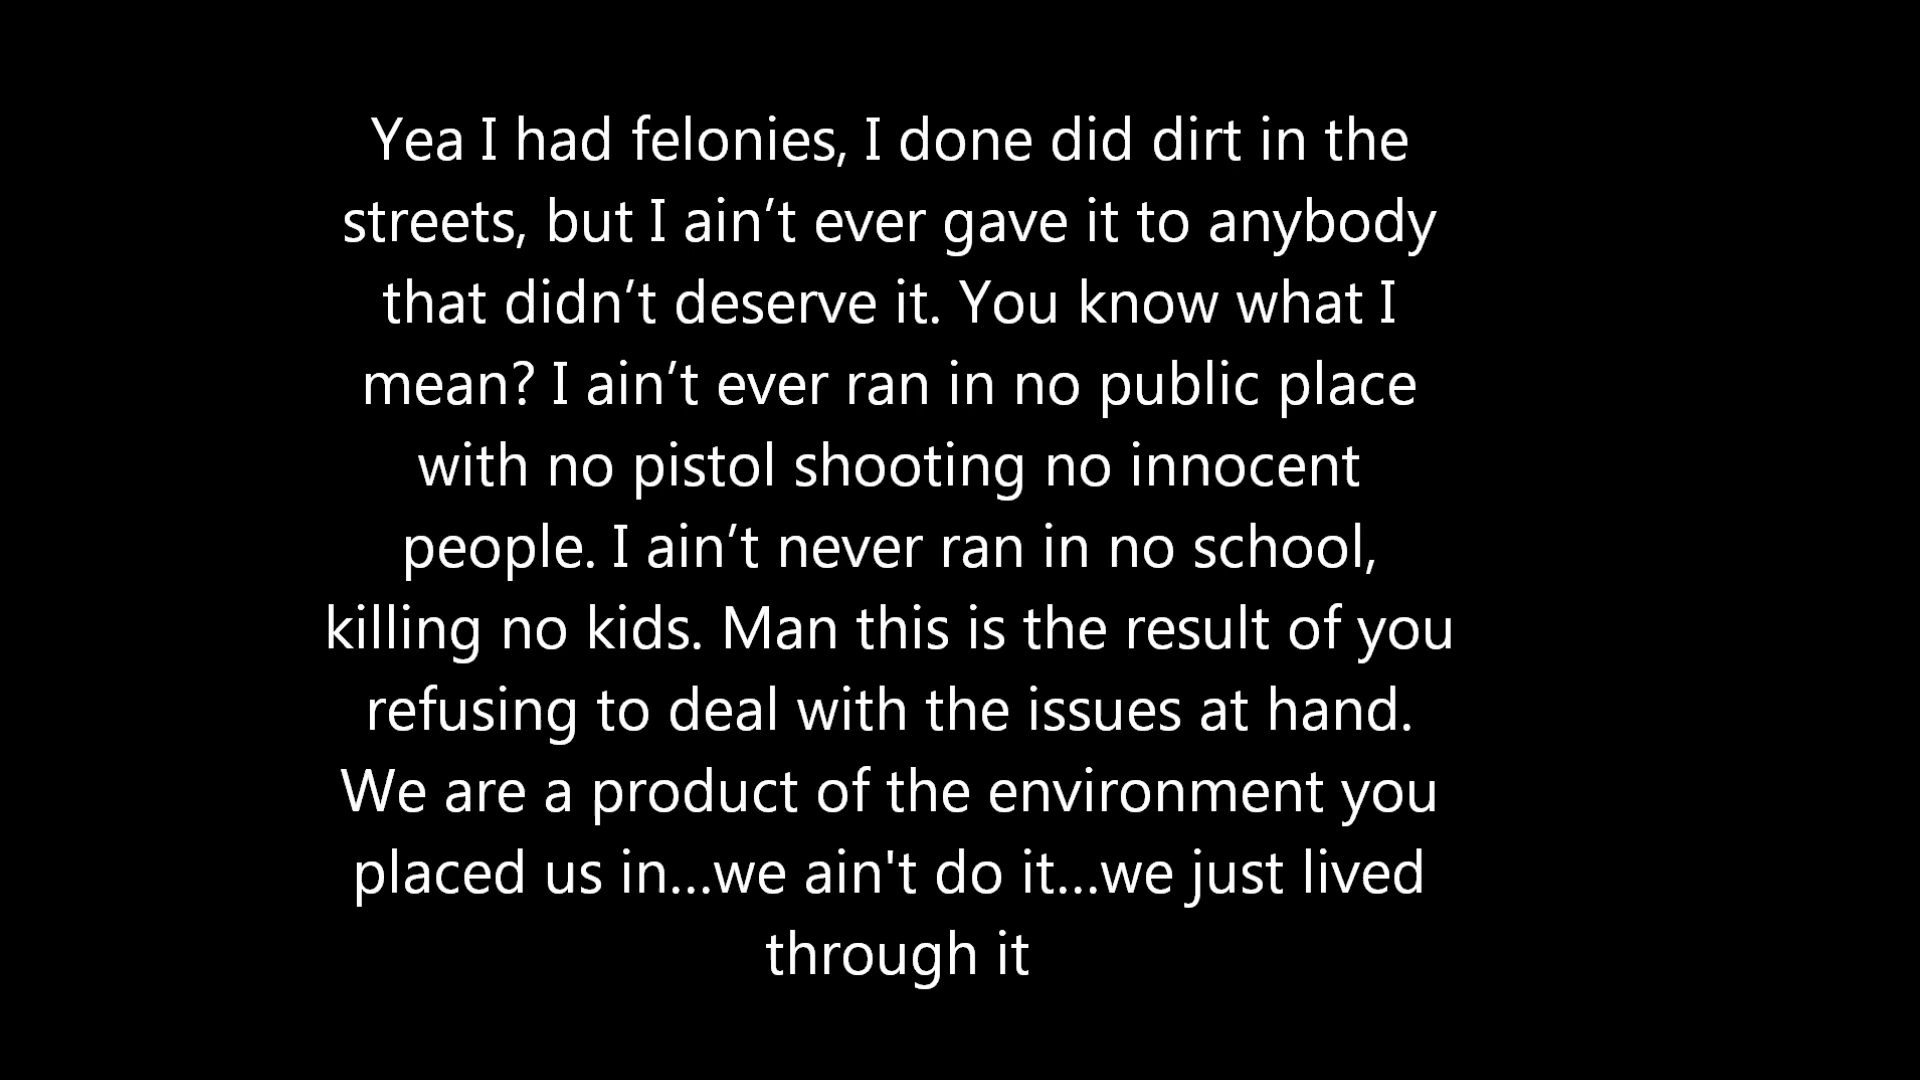 Yea I had felonies, I done did dirt in the
streets, but I ain’t ever gave it to anybody
that didn’t deserve it. You know what I
mean? I ain’t ever ran in no public place
with no pistol shooting no innocent
people. I ain’t never ran in no school,
killing no kids. Man this is the result of you
refusing to deal with the issues at hand.
We are a product of the environment you
placed us in...we ain't do it...we just lived
through it